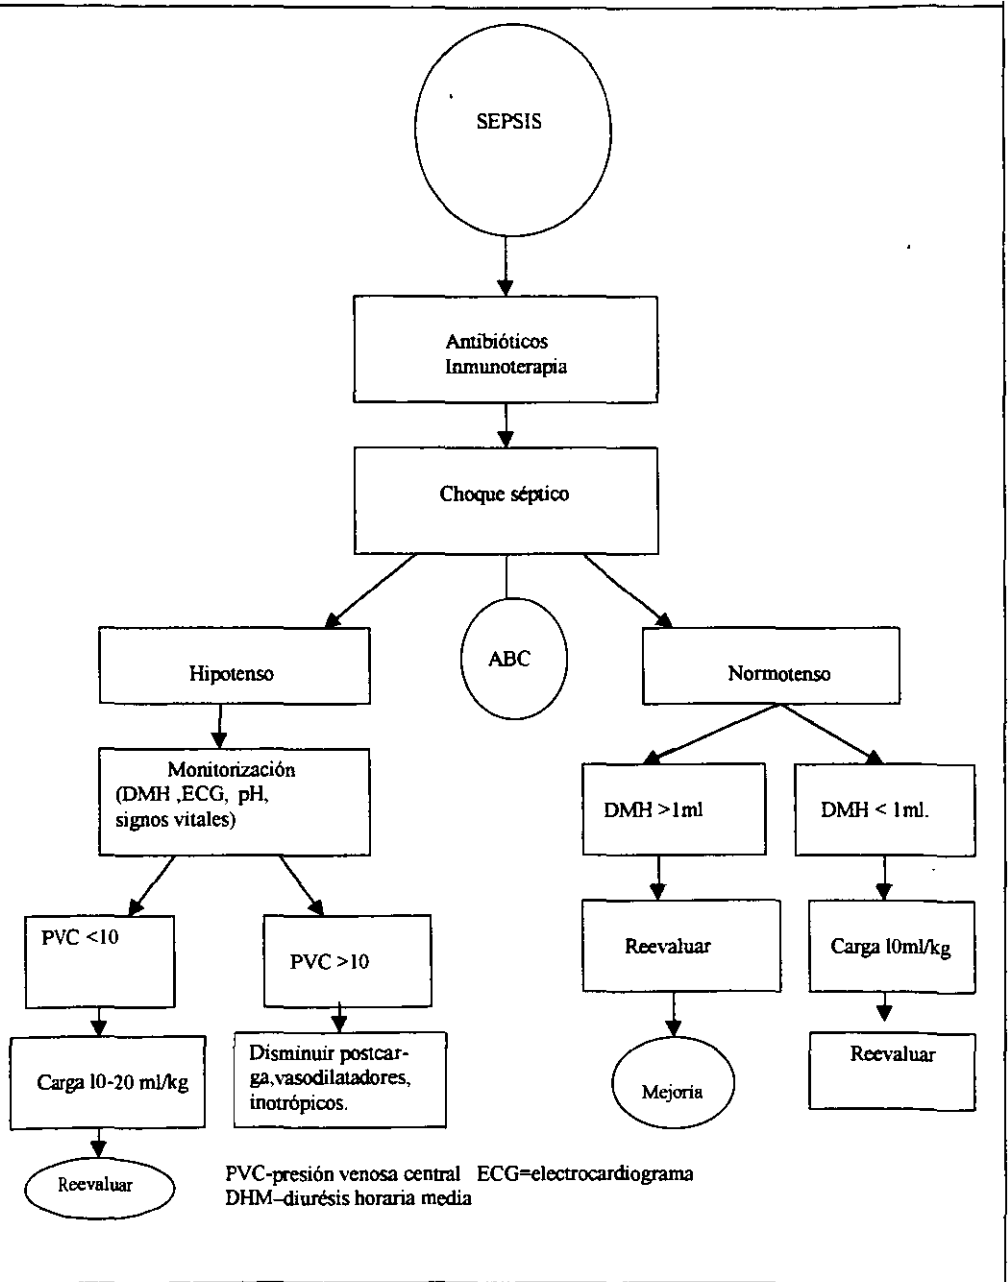 SEPSIS
Antibióticos
Inmunoterapia
Choque séptico
Hipotenso
ABC
Normotenso
Monitorización
(DMH ,ECG, pH,
signos vitales)
DMH >1ml
DMH < 1ml.
PVC <10
PVC >10
Reevaluar
Carga 10ml/kg
Carga 10-20 ml/kg
Disminuir postcar-
ga,vasodilatadores,
inotrópicos.
Mejoria
Reevaluar
Reevaluar
PVC-presión venosa central ECG=electrocardiograma
DHM–diurésis horaria media